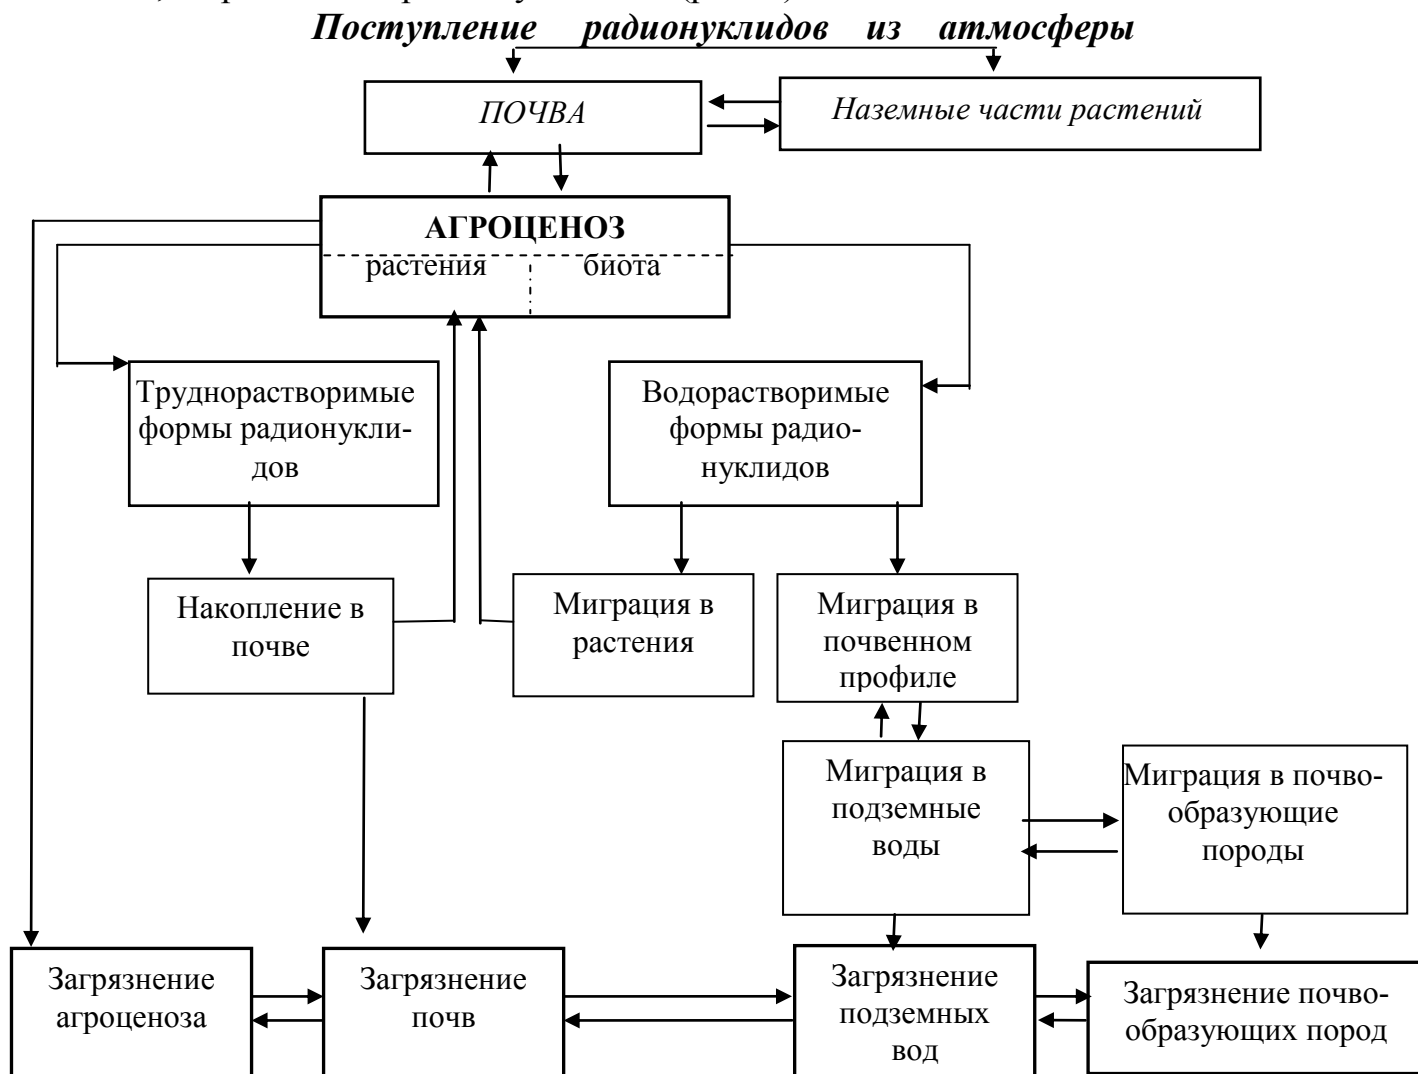 Поступление радионуклидов из атмосферы
ПОЧВА
Наземные части растений
АГРОЦЕНОЗ
растения
биота
Труднорастворимые
формы радионукли-
дов
Водорастворимые
формы радио-
нуклидов
Накопление в
почве
Миграция в
растения
Миграция в
почвенном
профиле
Миграция в
подземные
воды
Миграция в почво-
образующие
породы
Загрязнение
агроценоза
Загрязнение
почв
Загрязнение
подземных
вод
Загрязнение почво-
образующих пород